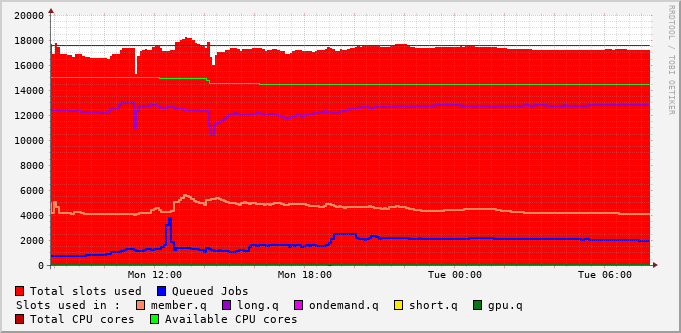 20000
18000
16000
14000
12000
10000
8000
6000
4000
2000
0
Mon 12:00 Mon 18:00 Tue 00:00 Tue 06:00
RRDTOOL / TOBI OETIKER
Total slots used Queued Jobs
Slots used in : member.q long.q ondemand.q short.q gpu.q
Total CPU cores Available CPU cores